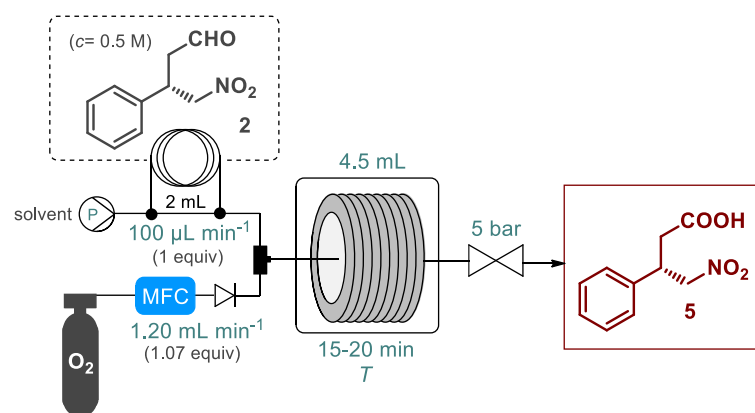 (c= 0.5 M)
CHO
NO₂
2
2 mL
solvent
P
100 µL min⁻¹
(1 equiv)
MFC
1.20 mL min⁻¹
(1.07 equiv)
O₂
4.5 mL
15-20 min
T
5 bar
COOH
NO₂
5